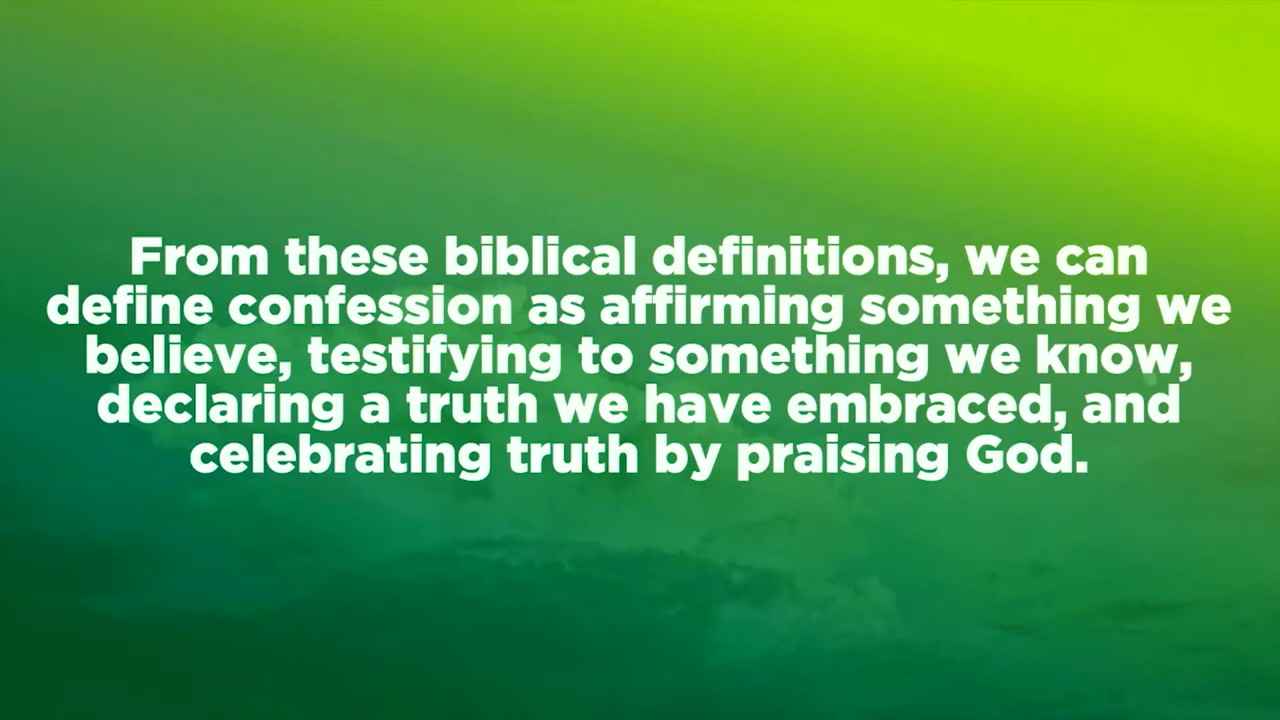 From these biblical definitions, we can
define confession as affirming something we
believe, testifying to something we know,
declaring a truth we have embraced, and
celebrating truth by praising God.